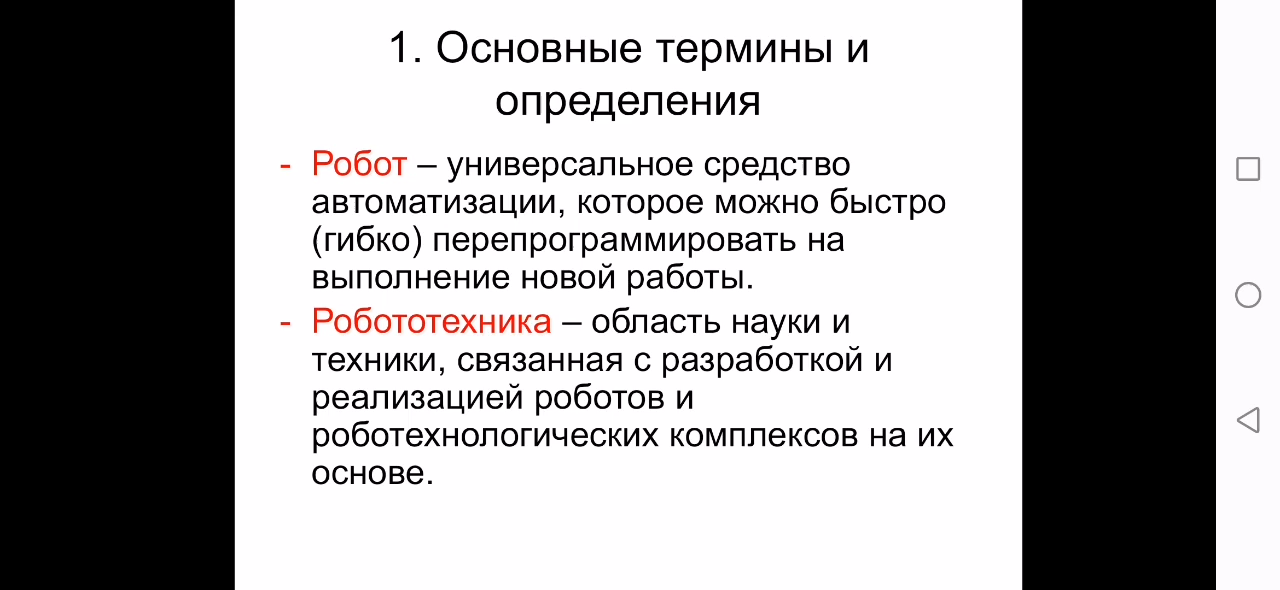 1. Основные термины и
определения
- Робот – универсальное средство
автоматизации, которое можно быстро
(гибко) перепрограммировать на
выполнение новой работы.
- Робототехника – область науки и
техники, связанная с разработкой и
реализацией роботов и
роботехнологических комплексов на их
основе.